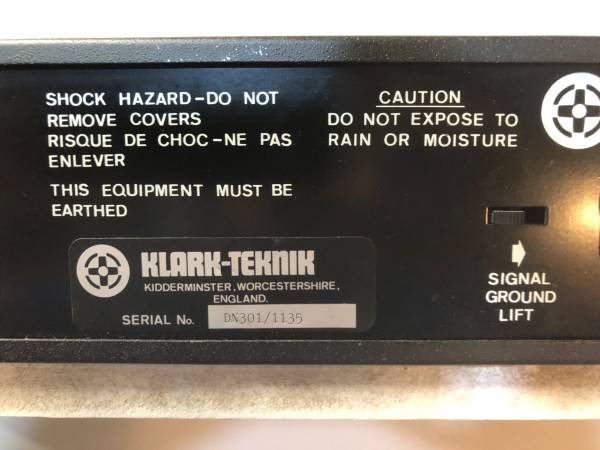 SHOCK HAZARD-DO NOT
REMOVE COVERS
RISQUE DE CHOC-NE PAS
ENLEVER
THIS EQUIPMENT MUST BE
EARTHED
CAUTION
DO NOT EXPOSE TO
RAIN OR MOISTURE
KLARK-TEKNIK
KIDDERMINSTER, WORCESTERSHIRE,
ENGLAND.
SERIAL No. DN301/1135
SIGNAL
GROUND
LIFT